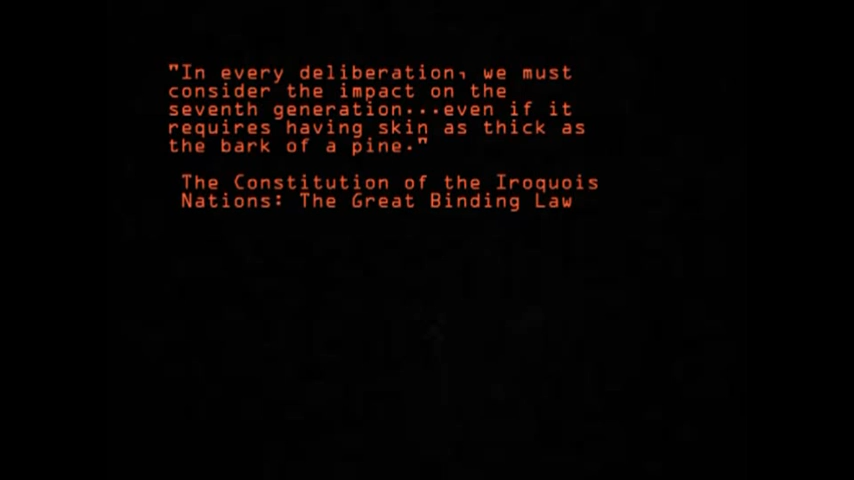 "In every deliberation, we must
consider the impact on the
seventh generation...even if it
requires having skin as thick as
the bark of a pine."
The Constitution of the Iroquois
Nations: The Great Binding Law